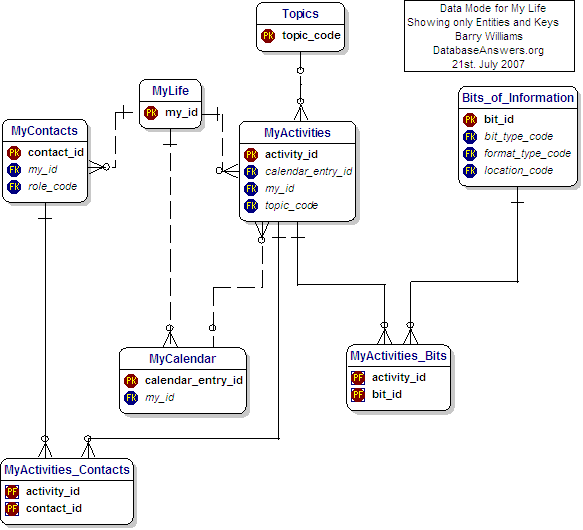 Data Mode for My Life
Showing only Entities and Keys
Barry Williams
DatabaseAnswers.org
21st. July 2007
Topics
PK topic_code
MyLife
PK my_id
Bits_of_Information
PK bit_id
FK bit_type_code
FK format_type_code
FK location_code
MyContacts
PK contact_id
FK my_id
FK role_code
MyActivities
PK activity_id
FK calendar_entry_id
FK my_id
FK topic_code
MyCalendar
PK calendar_entry_id
FK my_id
MyActivities_Bits
PF activity_id
PF bit_id
MyActivities_Contacts
PF activity_id
PF contact_id